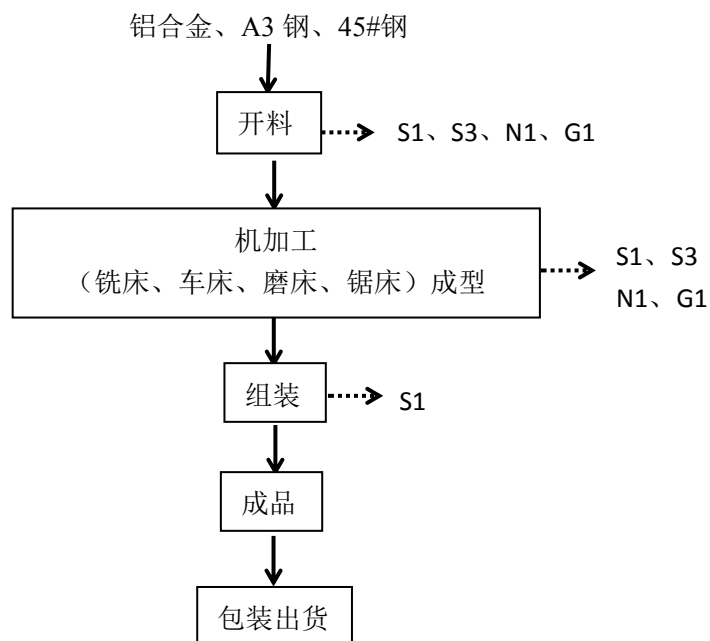 铝合金、A3 钢、45#钢
开料
S1、S3、N1、G1
机加工
（铣床、车床、磨床、锯床）成型
S1、S3
N1、G1
组装
S1
成品
包装出货